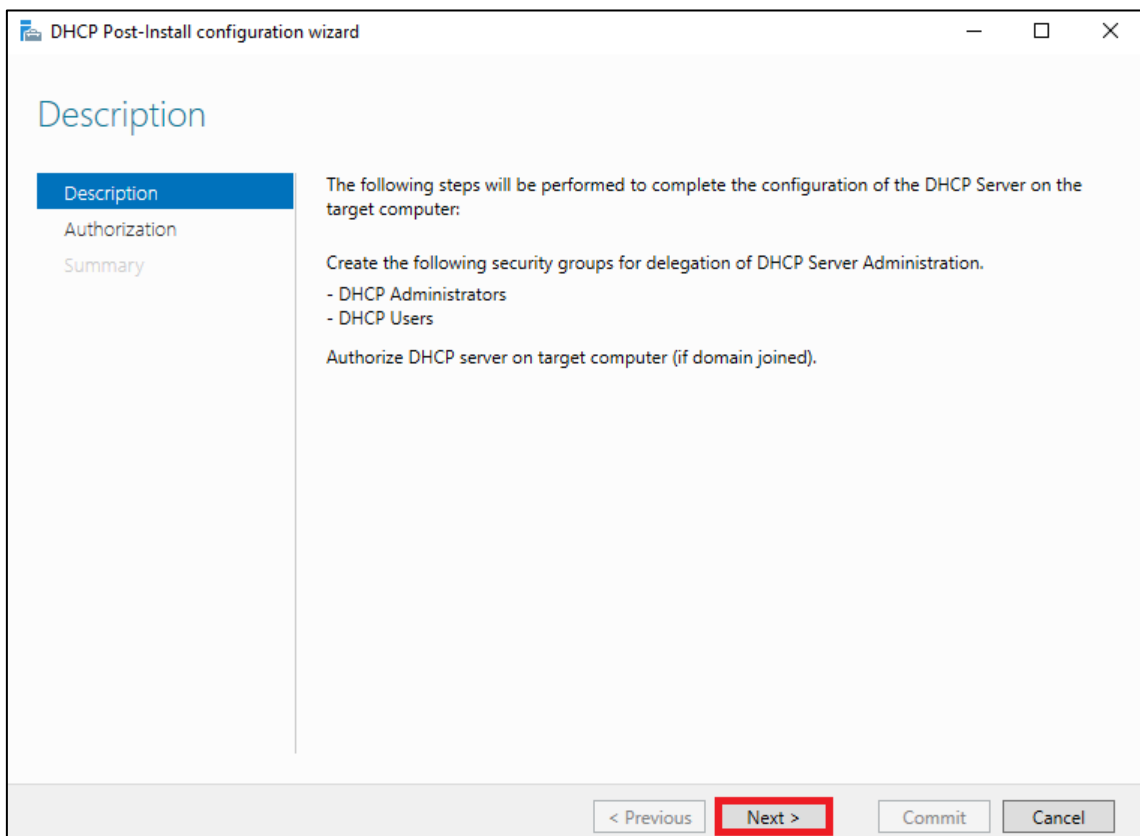 DHCP Post-Install configuration wizard
Description
Description
Authorization
Summary
The following steps will be performed to complete the configuration of the DHCP Server on the
target computer:
Create the following security groups for delegation of DHCP Server Administration.
- DHCP Administrators
- DHCP Users
Authorize DHCP server on target computer (if domain joined).
< Previous
Next >
Commit
Cancel